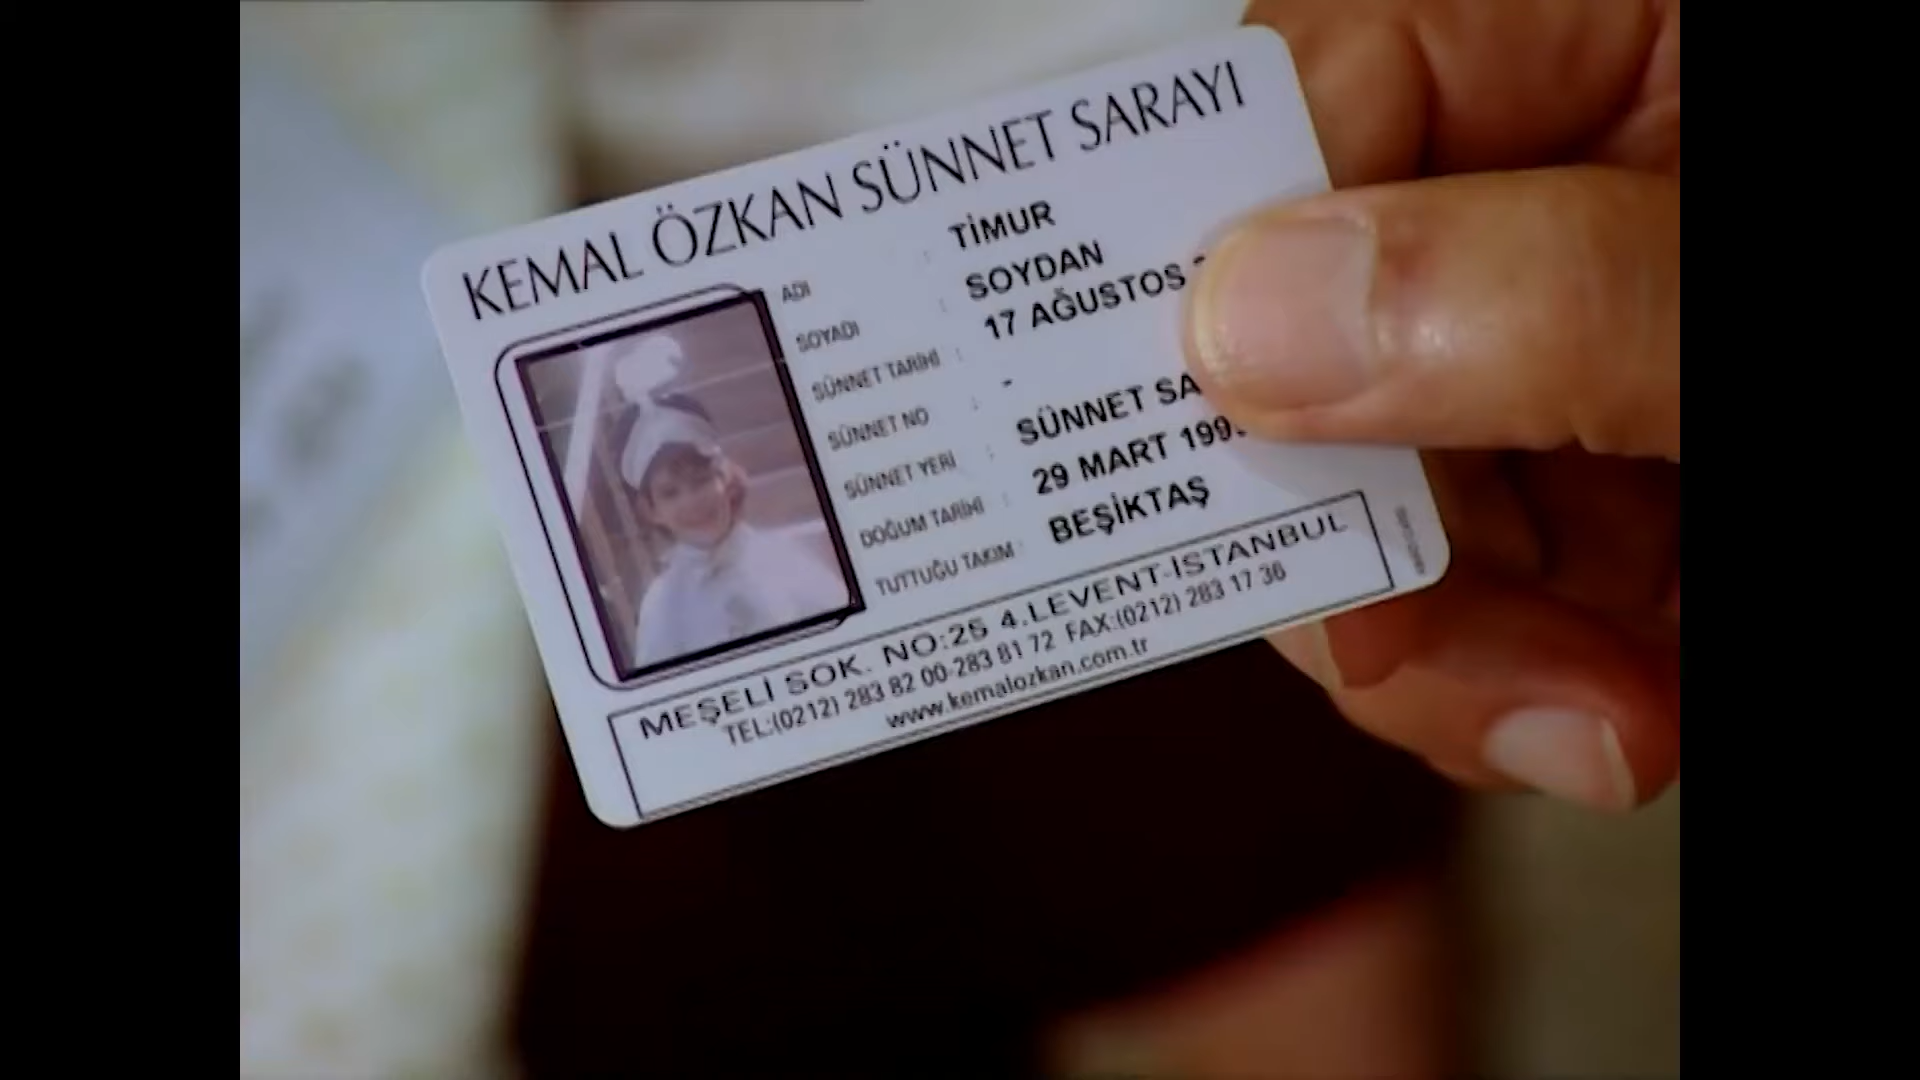 KEMAL ÖZKAN SÜNNET SARAYI
ADI : TİMUR
SOYADI : SOYDAN
SÜNNET TARİHİ : 17 AĞUSTOS
SÜNNET NO : -
SÜNNET YERİ : SÜNNET SA
DOĞUM TARİHİ : 29 MART 199
TUTTUĞU TAKIM : BEŞİKTAŞ
MEŞELİ SOK. NO:25 4.LEVENT-İSTANBUL
TEL:(0212) 283 82 00-283 81 72 FAX:(0212) 283 17 36
www.kemalozkan.com.tr